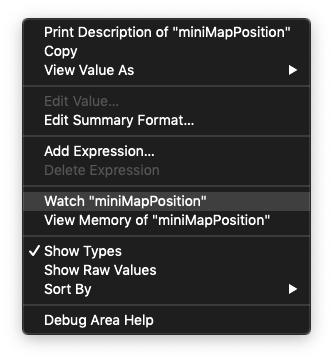 Print Description of "miniMapPosition"
Copy
View Value As
Edit Value...
Edit Summary Format...
Add Expression...
Delete Expression
Watch "miniMapPosition"
View Memory of "miniMapPosition"
✓ Show Types
Show Raw Values
Sort By
Debug Area Help